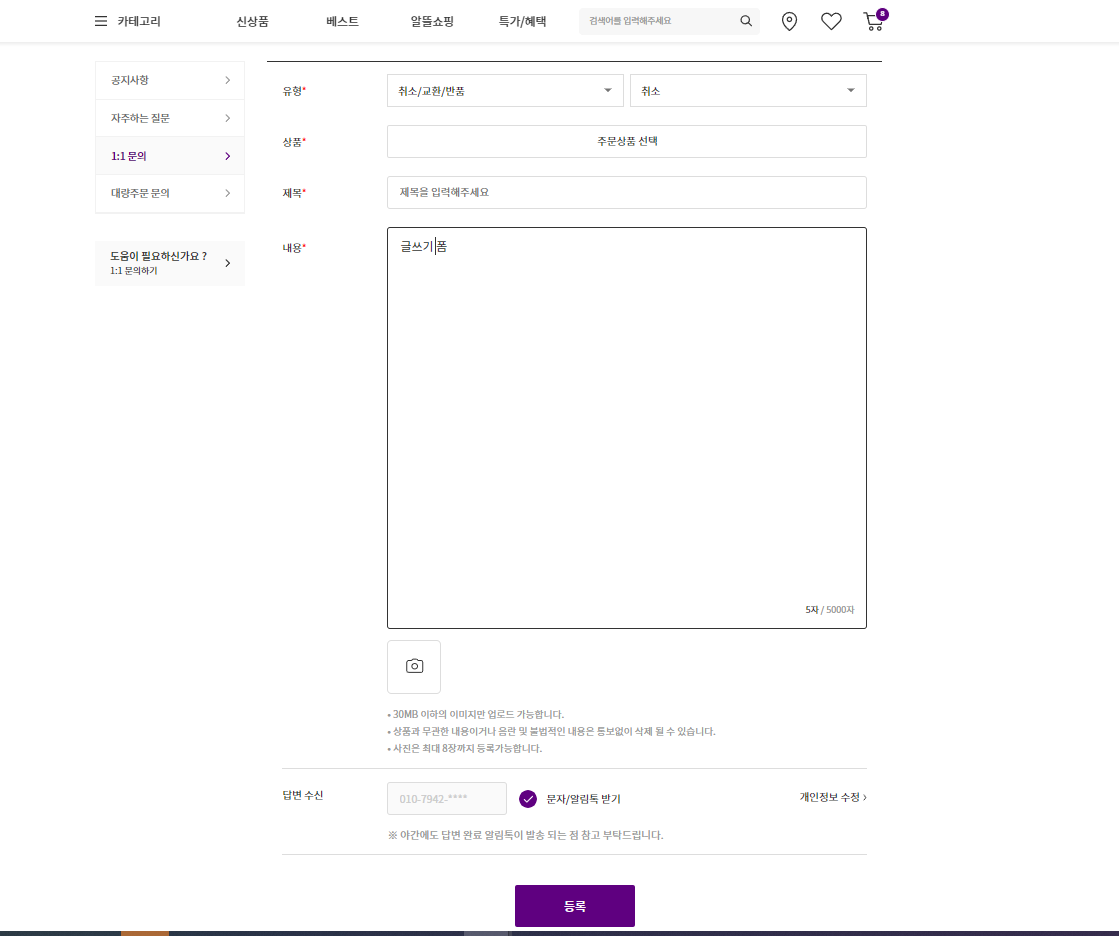 카테고리 신상품 베스트 알뜰쇼핑 특가/혜택 검색어를 입력해주세요 8
공지사항
자주하는 질문
1:1 문의
대량주문 문의
도움이 필요하신가요 ?
1:1 문의하기
유형* 취소/교환/반품 취소
상품* 주문상품 선택
제목* 제목을 입력해주세요
내용* 글쓰기폼
5자 / 5000자
• 30MB 이하의 이미지만 업로드 가능합니다.
• 상품과 무관한 내용이거나 음란 및 불법적인 내용은 통보없이 삭제 될 수 있습니다.
• 사진은 최대 8장까지 등록가능합니다.
답변 수신 010-7942-**** 문자/알림톡 받기 개인정보 수정 ›
※ 야간에도 답변 완료 알림톡이 발송 되는 점 참고 부탁드립니다.
등록